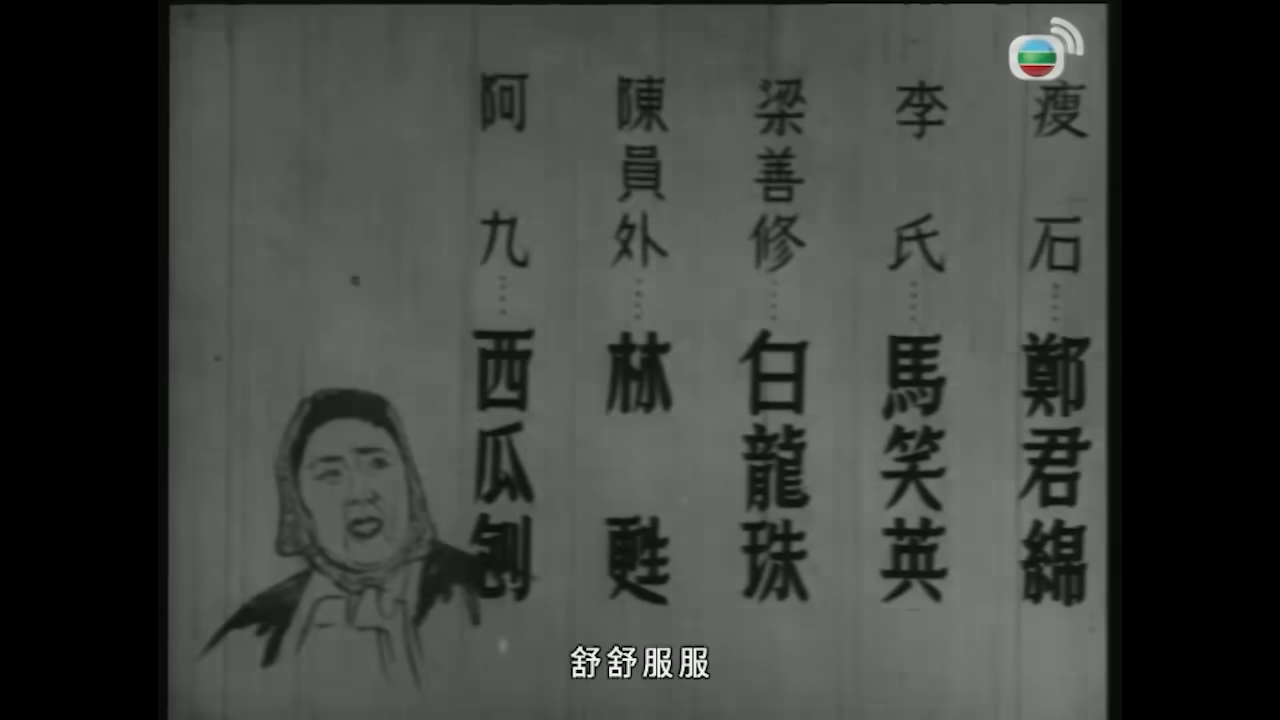 瘦石……鄭君綿
李氏……馬笑英
梁善修……白龍珠
陳員外……林甦
阿九……西瓜刨
舒舒服服